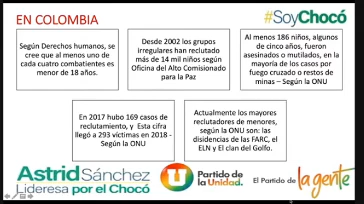 EN COLOMBIA
#SoyChocó
Según Derechos humanos, se
cree que al menos uno de
cada cuatro combatientes es
menor de 18 años.
Desde 2002 los grupos
irregulares han reclutado
más de 14 mil niños según
Oficina del Alto Comisionado
para la Paz
Al menos 186 niños, algunos
de cinco años, fueron
asesinados o mutilados, en la
mayoría de los casos por
fuego cruzado o restos de
minas – Según la ONU
En 2017 hubo 169 casos de
reclutamiento, y Esta cifra
llegó a 293 víctimas en 2018 -
Según la ONU
Actualmente los mayores
reclutadores de menores,
según la ONU son: las
disidencias de las FARC, el
ELN y El clan del Golfo.
Astrid Sánchez
Lideresa por el Chocó
Partido de
la Unidad.
El Partido de la gente